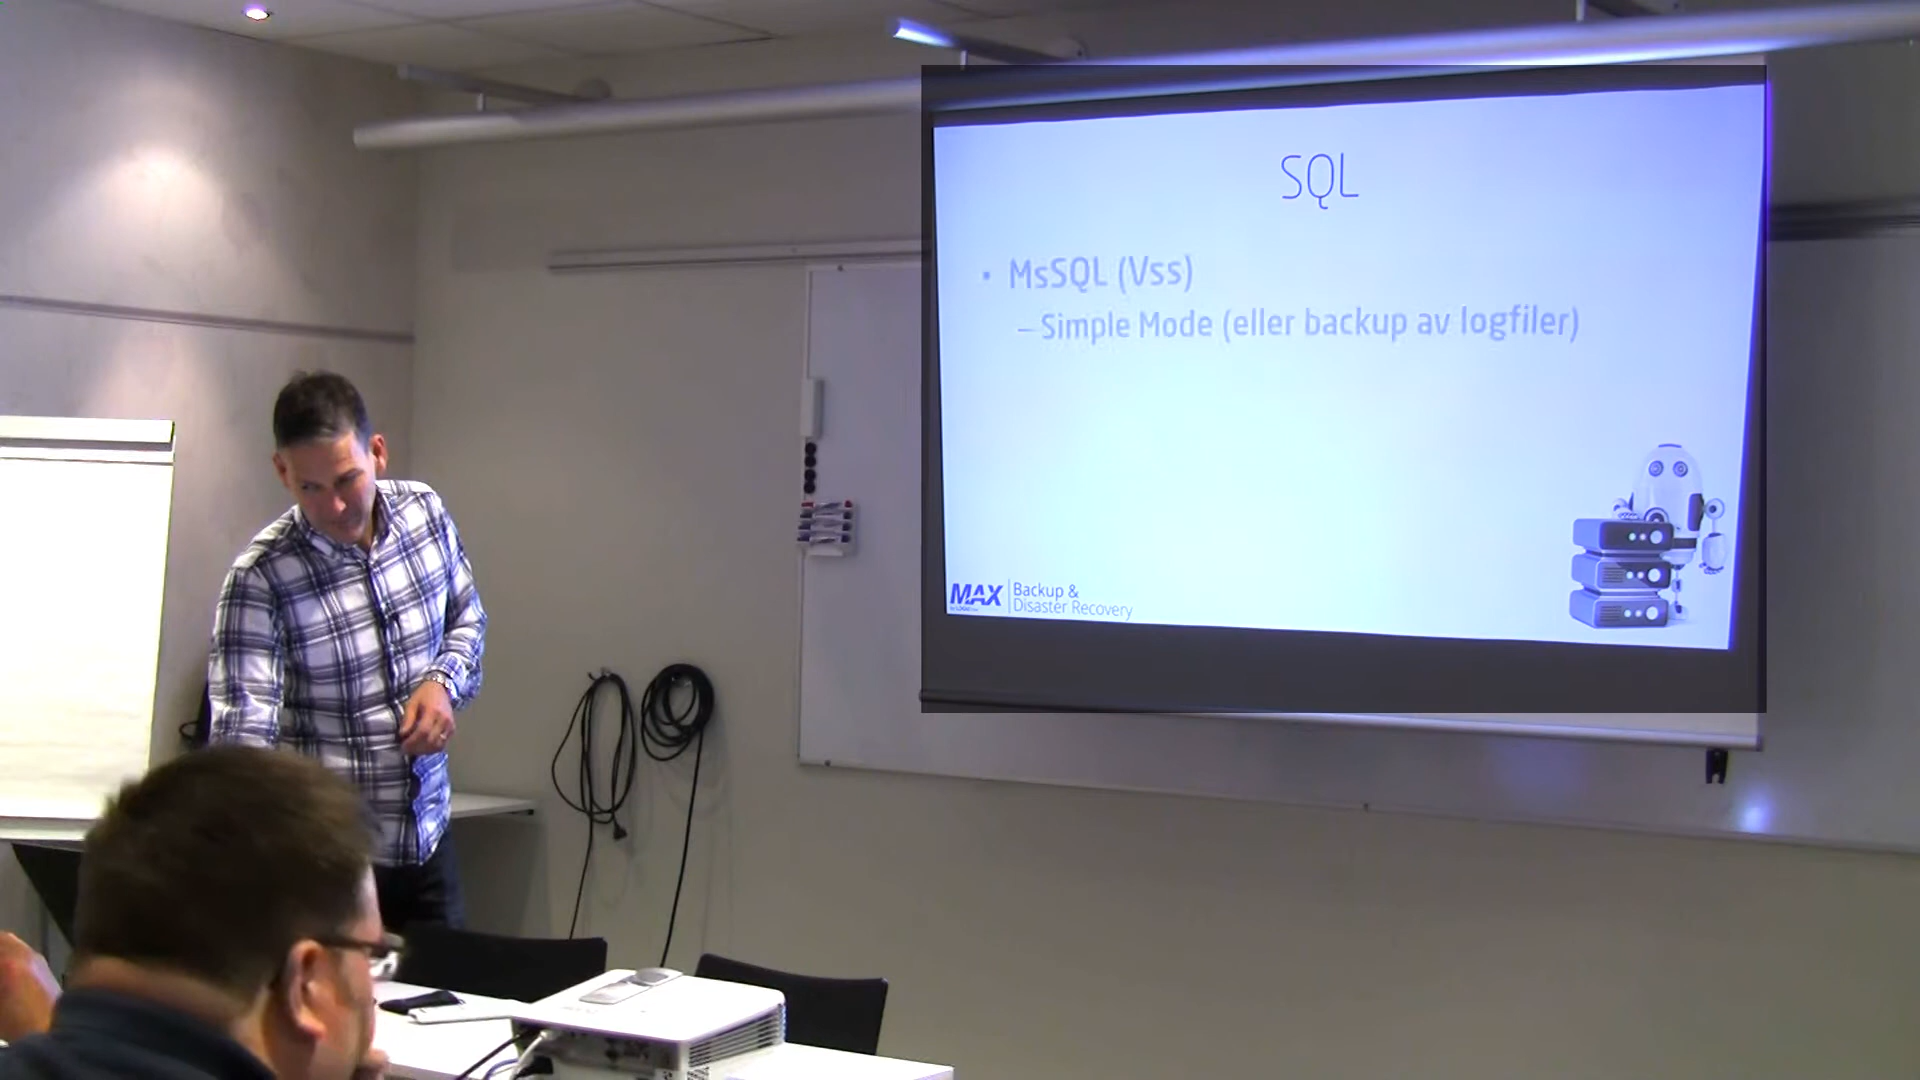 SQL
• MsSQL (Vss)
– Simple Mode (eller backup av logfiler)
MAX Backup &
Disaster Recovery